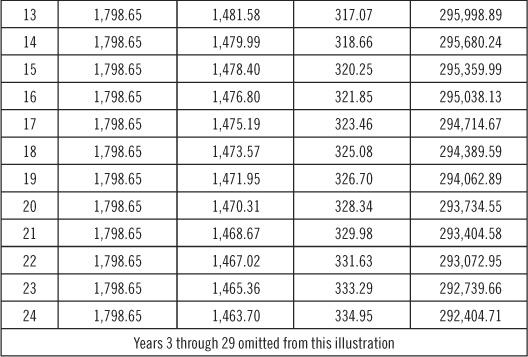 13 1,798.65 1,481.58 317.07 295,998.89
14 1,798.65 1,479.99 318.66 295,680.24
15 1,798.65 1,478.40 320.25 295,359.99
16 1,798.65 1,476.80 321.85 295,038.13
17 1,798.65 1,475.19 323.46 294,714.67
18 1,798.65 1,473.57 325.08 294,389.59
19 1,798.65 1,471.95 326.70 294,062.89
20 1,798.65 1,470.31 328.34 293,734.55
21 1,798.65 1,468.67 329.98 293,404.58
22 1,798.65 1,467.02 331.63 293,072.95
23 1,798.65 1,465.36 333.29 292,739.66
24 1,798.65 1,463.70 334.95 292,404.71
Years 3 through 29 omitted from this illustration